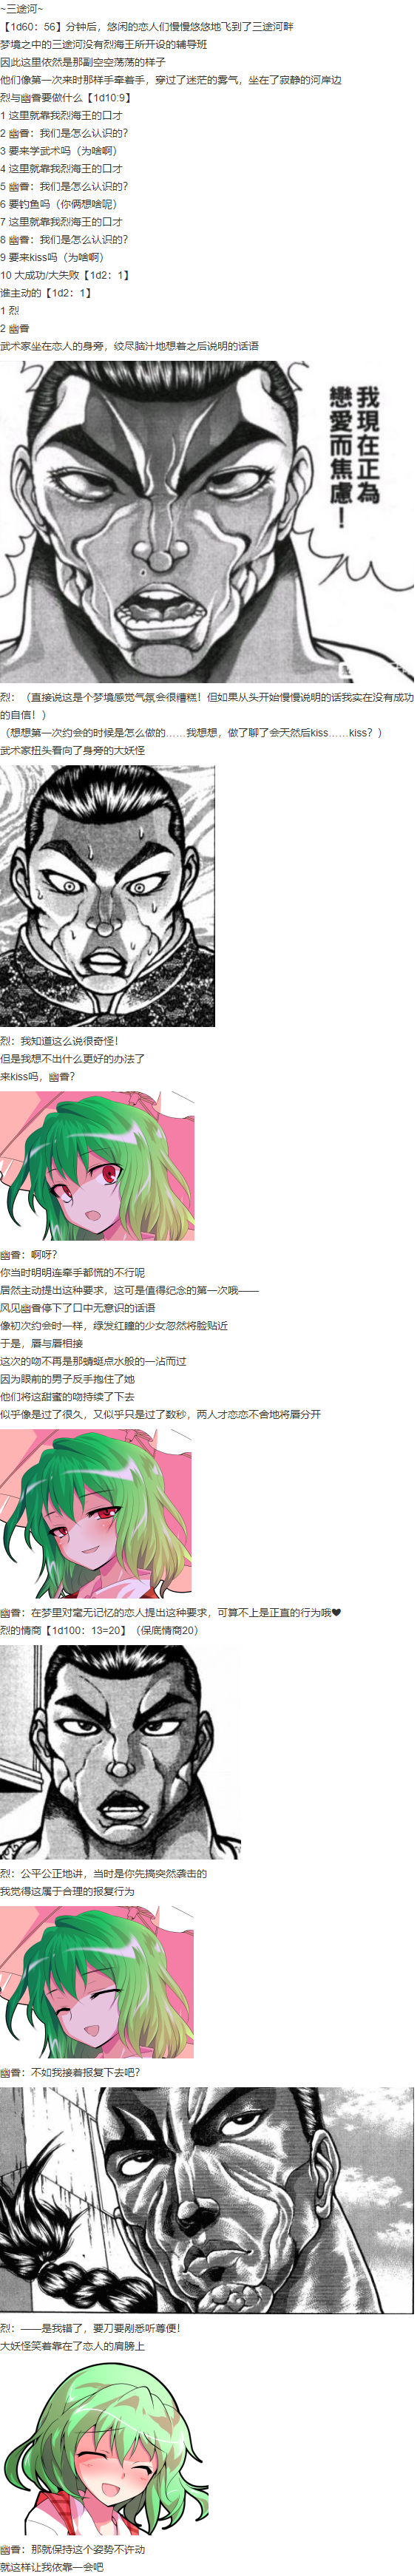 ~三途河~
【1d60：56】分钟后，悠闲的恋人们慢慢悠悠地飞到了三途河畔
梦境之中的三途河没有烈海王所开设的辅导班
因此这里依然是那副空空荡荡的样子
他们像第一次来时那样手牵着手，穿过了迷茫的雾气，坐在了寂静的河岸边
烈与幽香要做什么【1d10:9】
1 这里就靠我烈海王的口才
2 幽香：我们是怎么认识的？
3 要来学武术吗（为啥啊）
4 这里就靠我烈海王的口才
5 幽香：我们是怎么认识的？
6 要钓鱼吗（你俩想啥呢）
7 这里就靠我烈海王的口才
8 幽香：我们是怎么认识的？
9 要来kiss吗（为啥啊）
10 大成功/大失败【1d2：1】
谁主动的【1d2：1】
1 烈
2 幽香
武术家坐在恋人的身旁，绞尽脑汁地想着之后说明的话语
我現在正為
戀愛而焦慮！
烈：（直接说这是个梦境感觉气氛会很糟糕！但如果从头开始慢慢说明的话我实在没有成功
的自信！）
（想想第一次约会的时候是怎么做的……我想想，做了聊了会天然后kiss……kiss？）
武术家扭头看向了身旁的大妖怪
烈：我知道这么说很奇怪！
但是我想不出什么更好的办法了
来kiss吗，幽香？
幽香：啊呀？
你当时明明连牵手都慌的不行呢
居然主动提出这种要求，这可是值得纪念的第一次哦——
风见幽香停下了口中无意识的话语
像初次约会时一样，绿发红瞳的少女忽然将脸贴近
于是，唇与唇相接
这次的吻不再是那蜻蜓点水般的一沾而过
因为眼前的男子反手抱住了她
他们将这甜蜜的吻持续了下去
似乎像是过了很久，又似乎只是过了数秒，两人才恋恋不舍地将唇分开
幽香：在梦里对毫无记忆的恋人提出这种要求，可算不上是正直的行为哦♥
烈的情商【1d100：13=20】（保底情商20）
烈：公平公正地讲，当时是你先搞突然袭击的
我觉得这属于合理的报复行为
幽香：不如我接着报复下去吧？
烈：——是我错了，要刀要剐悉听尊便！
大妖怪笑着靠在了恋人的肩膀上
幽香：那就保持这个姿势不许动
就这样让我依靠一会吧